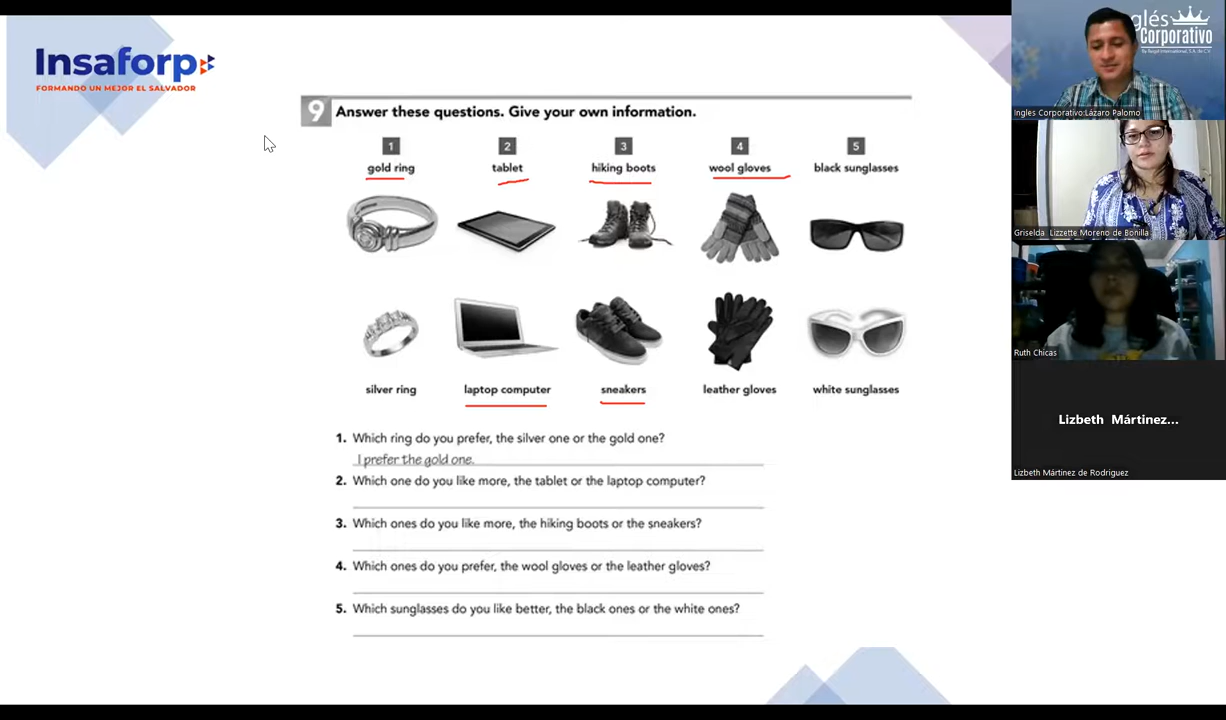 Insaforp
FORMANDO UN MEJOR EL SALVADOR
9 Answer these questions. Give your own information.
1 2 3 4 5
gold ring tablet hiking boots wool gloves black sunglasses
silver ring laptop computer sneakers leather gloves white sunglasses
1. Which ring do you prefer, the silver one or the gold one?
I prefer the gold one.
2. Which one do you like more, the tablet or the laptop computer?
3. Which ones do you like more, the hiking boots or the sneakers?
4. Which ones do you prefer, the wool gloves or the leather gloves?
5. Which sunglasses do you like better, the black ones or the white ones?
glés
Corporativo
Ingles Corporativo:Lázaro Palomo
Griselda Lizzette Moreno de Bonilla
Ruth Chicas
Lizbeth Mártinez...
Lizbeth Mártinez de Rodriguez